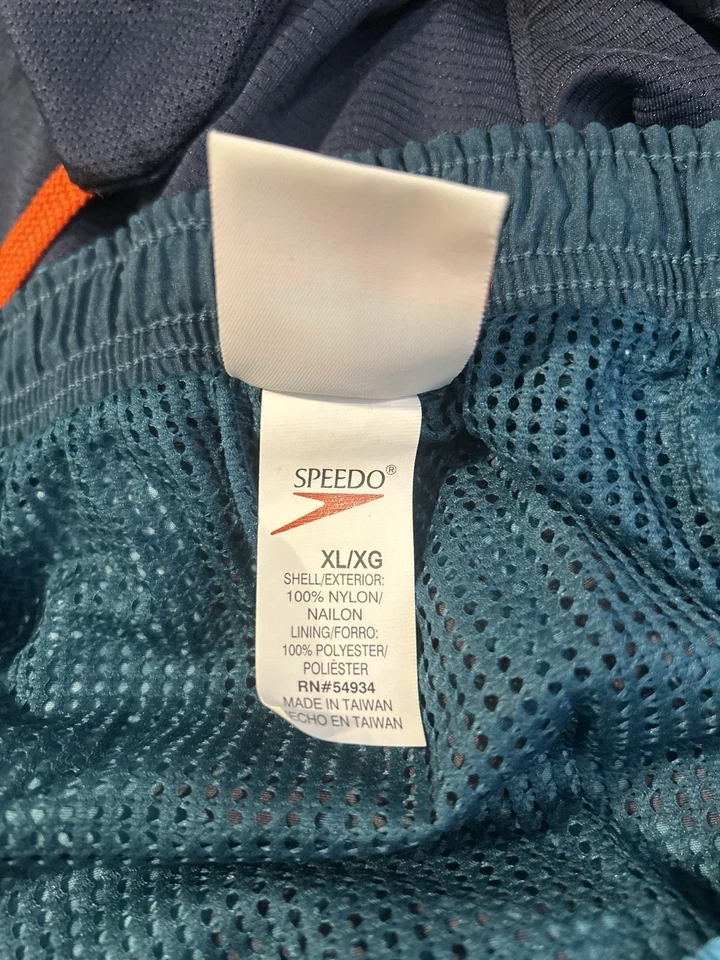 SPEEDO®
XL/XG
SHELL/EXTERIOR:
100% NYLON/
NAILON
LINING/FORRO:
100% POLYESTER/
POLIÉSTER
RN#54934
MADE IN TAIWAN
ECHO EN TAIWAN